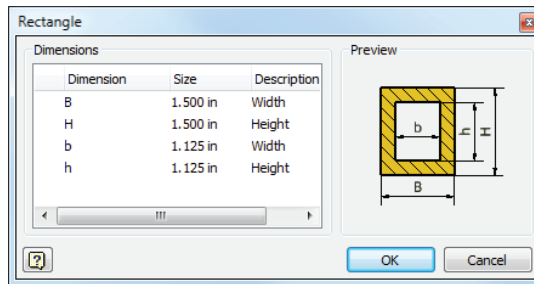 Rectangle
Dimensions
Dimension Size Description
B 1.500 in Width
H 1.500 in Height
b 1.125 in Width
h 1.125 in Height
Preview
b h H
B
OK Cancel